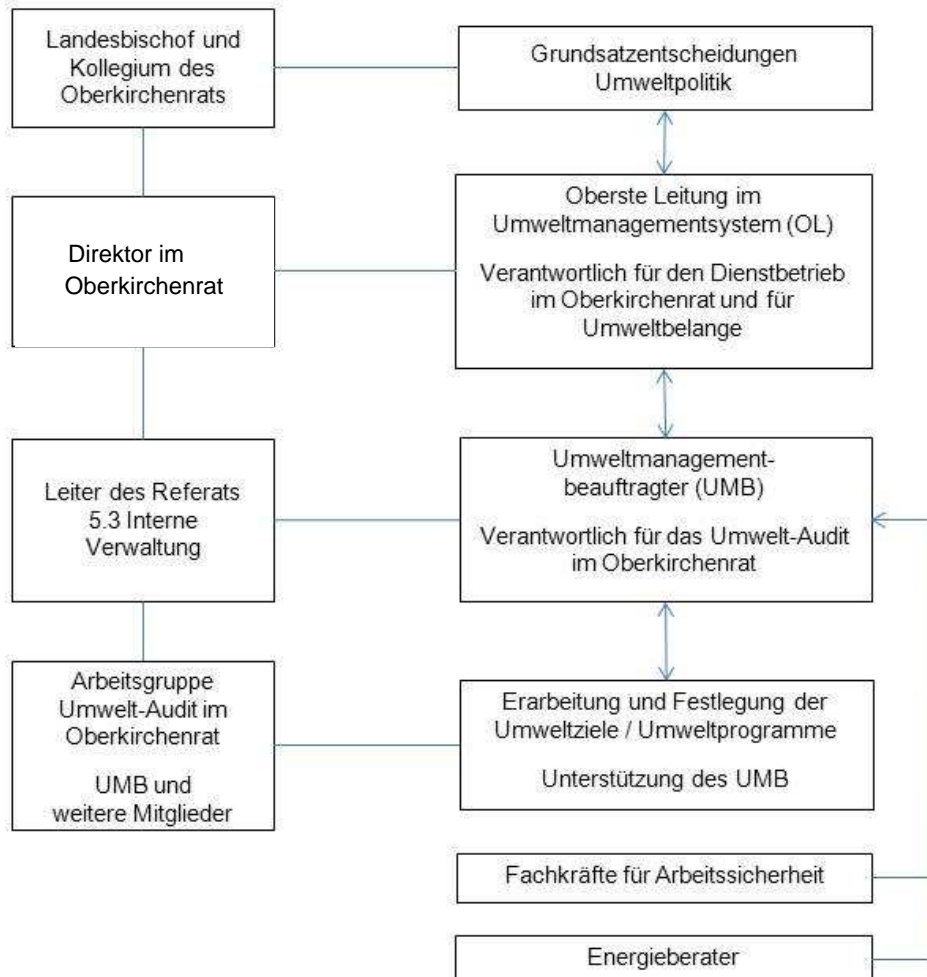 Landesbischof und
Kollegium des
Oberkirchenrats
Grundsatzentscheidungen
Umweltpolitik
Direktor im
Oberkirchenrat
Oberste Leitung im
Umweltmanagementsystem (OL)
Verantwortlich für den Dienstbetrieb
im Oberkirchenrat und für
Umweltbelange
Leiter des Referats
5.3 Interne
Verwaltung
Umweltmanagement-
beauftragter (UMB)
Verantwortlich für das Umwelt-Audit
im Oberkirchenrat
Arbeitsgruppe
Umwelt-Audit im
Oberkirchenrat
UMB und
weitere Mitglieder
Erarbeitung und Festlegung der
Umweltziele / Umweltprogramme
Unterstützung des UMB
Fachkräfte für Arbeitssicherheit
Energieberater